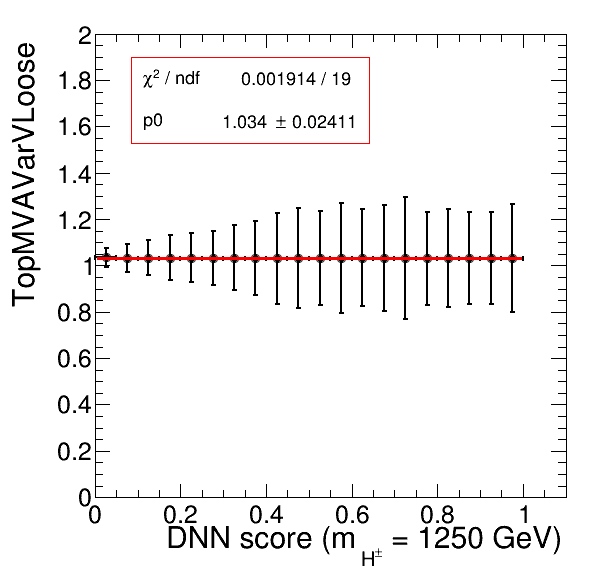 TopMVAVarVLoose
χ² / ndf 0.001914 / 19
p0 1.034 ± 0.02411
2
1.8
1.6
1.4
1.2
1
0.8
0.6
0.4
0.2
0
0 0.2 0.4 0.6 0.8 1
DNN score (m_H± = 1250 GeV)